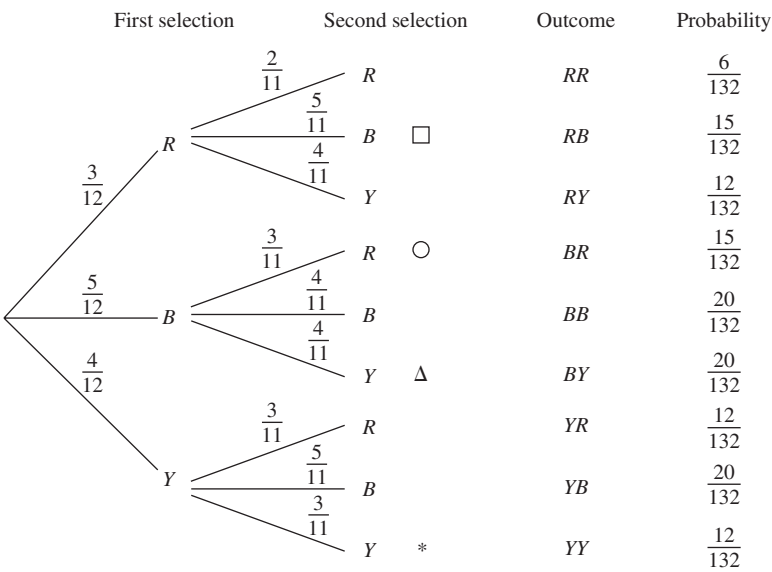 First selection Second selection Outcome Probability
2/11 R RR 6/132
5/11 B □ RB 15/132
R
4/11 Y RY 12/132
3/12
3/11 R ○ BR 15/132
5/12 B 4/11 B BB 20/132
4/11 Y Δ BY 20/132
4/12
3/11 R YR 12/132
Y 5/11 B YB 20/132
3/11 Y * YY 12/132